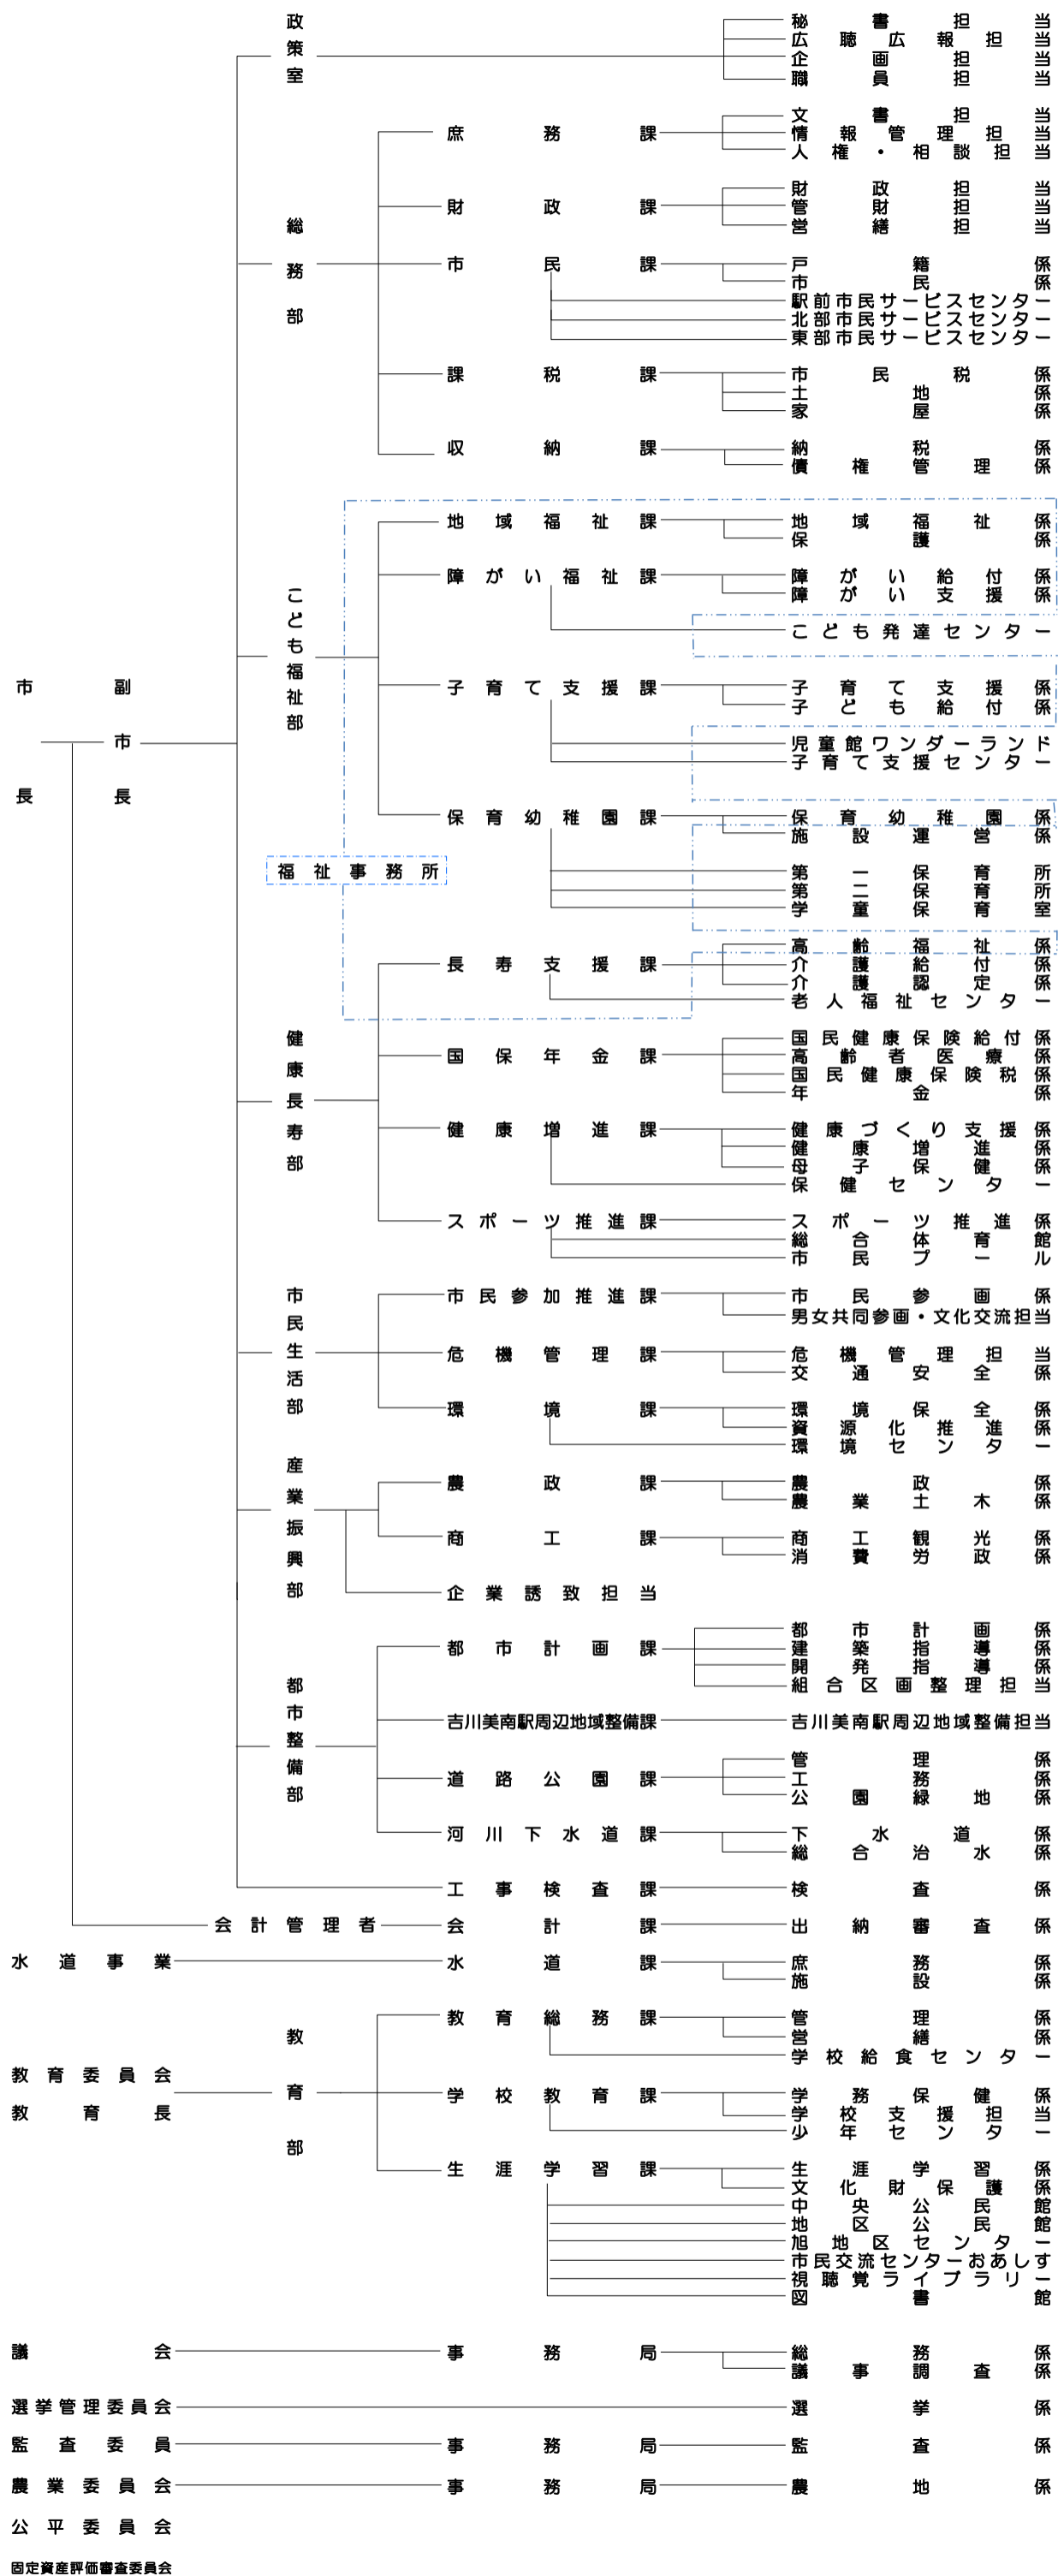 政策室
秘書担当
広聴広報担当
企画担当
職員担当
総務部
庶務課
文書担当
情報管理担当
人権・相談担当
財政課
財政担当
管財担当
営繕担当
市民課
戸籍係
市民係
駅前市民サービスセンター
北部市民サービスセンター
東部市民サービスセンター
課税課
市民税係
土地係
家屋係
収納課
納税係
債権管理係
市長
副市長
こども福祉部
地域福祉課
地域福祉係
保護係
障がい福祉課
障がい給付係
障がい支援係
こども発達センター
子育て支援課
子育て支援係
子ども給付係
児童館ワンダーランド
子育て支援センター
保育幼稚園課
保育幼稚園係
施設運営係
福祉事務所
第一保育所
第二保育所
学童保育室
健康長寿部
長寿支援課
高齢福祉係
介護給付係
介護認定係
老人福祉センター
国保年金課
国民健康保険給付係
高齢者医療係
国民健康保険税係
年金係
健康増進課
健康づくり支援係
健康増進係
母子保健係
保健センター
スポーツ推進課
スポーツ推進係
総合体育館
市民プール
市民生活部
市民参加推進課
市民参画係
男女共同参画・文化交流担当
危機管理課
危機管理担当
交通安全係
環境課
環境保全係
資源化推進係
環境センター
産業振興部
農政課
農政係
農業土木係
商工課
商工観光係
消費労政係
企業誘致担当
都市整備部
都市計画課
都市計画係
建築指導係
開発指導係
組合区画整理担当
吉川美南駅周辺地域整備課
吉川美南駅周辺地域整備担当
道路公園課
管理係
工務係
公園緑地係
河川下水道課
下水道係
総合治水係
工事検査課
検査係
会計管理者
会計課
出納審査係
水道事業
水道課
庶務係
施設係
教育委員会
教育長
教育部
教育総務課
管理係
営繕係
学校給食センター
学校教育課
学務保健係
学校支援担当
少年センター
生涯学習課
生涯学習係
文化財保護係
中央公民館
地区公民館
旭地区センター
市民交流センターおあしす
視聴覚ライブラリー
図書館
議会
事務局
総務係
議事調査係
選挙管理委員会
選挙係
監査委員
事務局
監査係
農業委員会
事務局
農地係
公平委員会
固定資産評価審査委員会